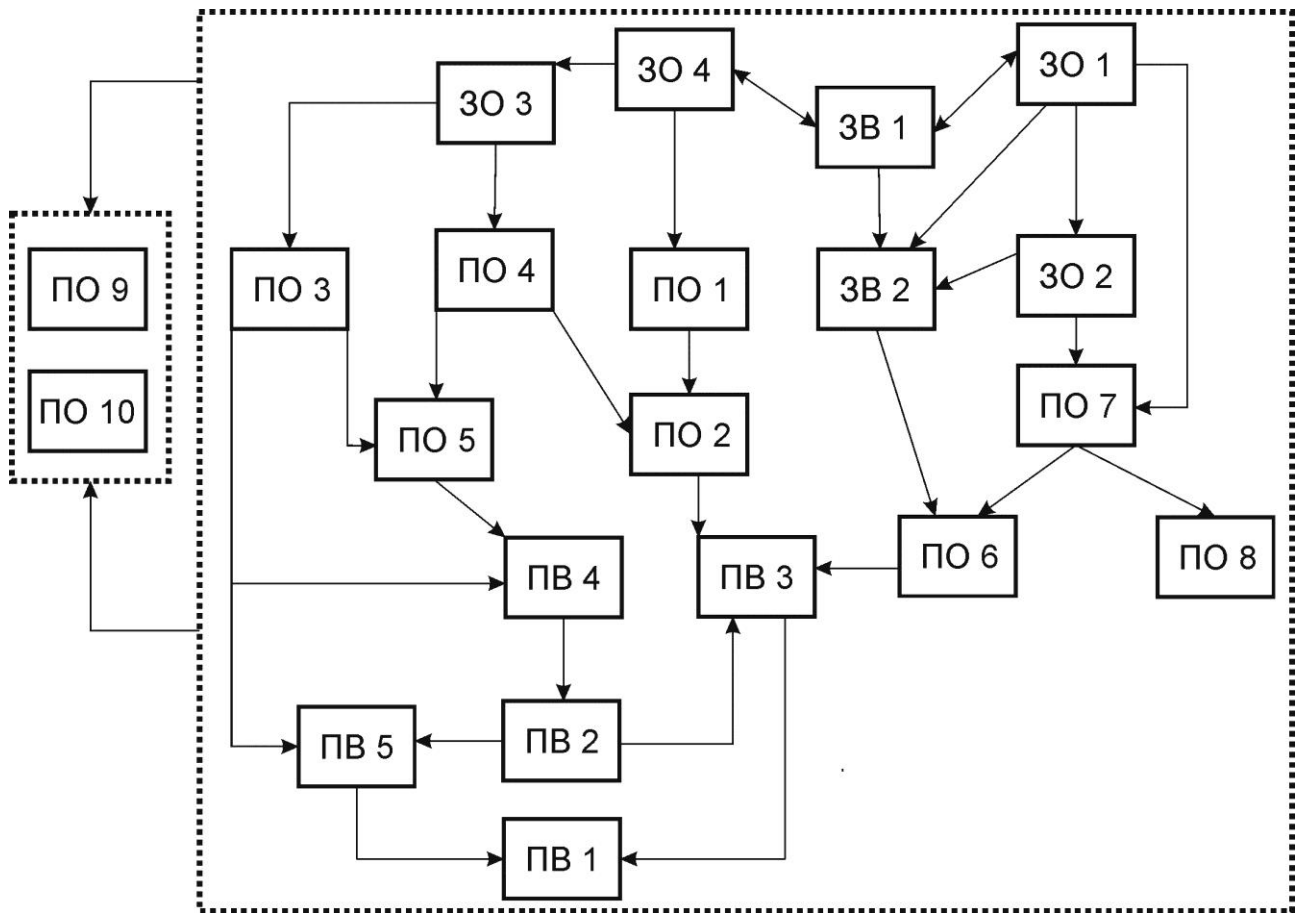 ЗО 4
ЗО 1
ЗО 3
ЗВ 1
ПО 9
ПО 3
ПО 4
ПО 1
ЗВ 2
ЗО 2
ПО 10
ПО 5
ПО 2
ПО 7
ПВ 4
ПВ 3
ПО 6
ПО 8
ПВ 5
ПВ 2
ПВ 1